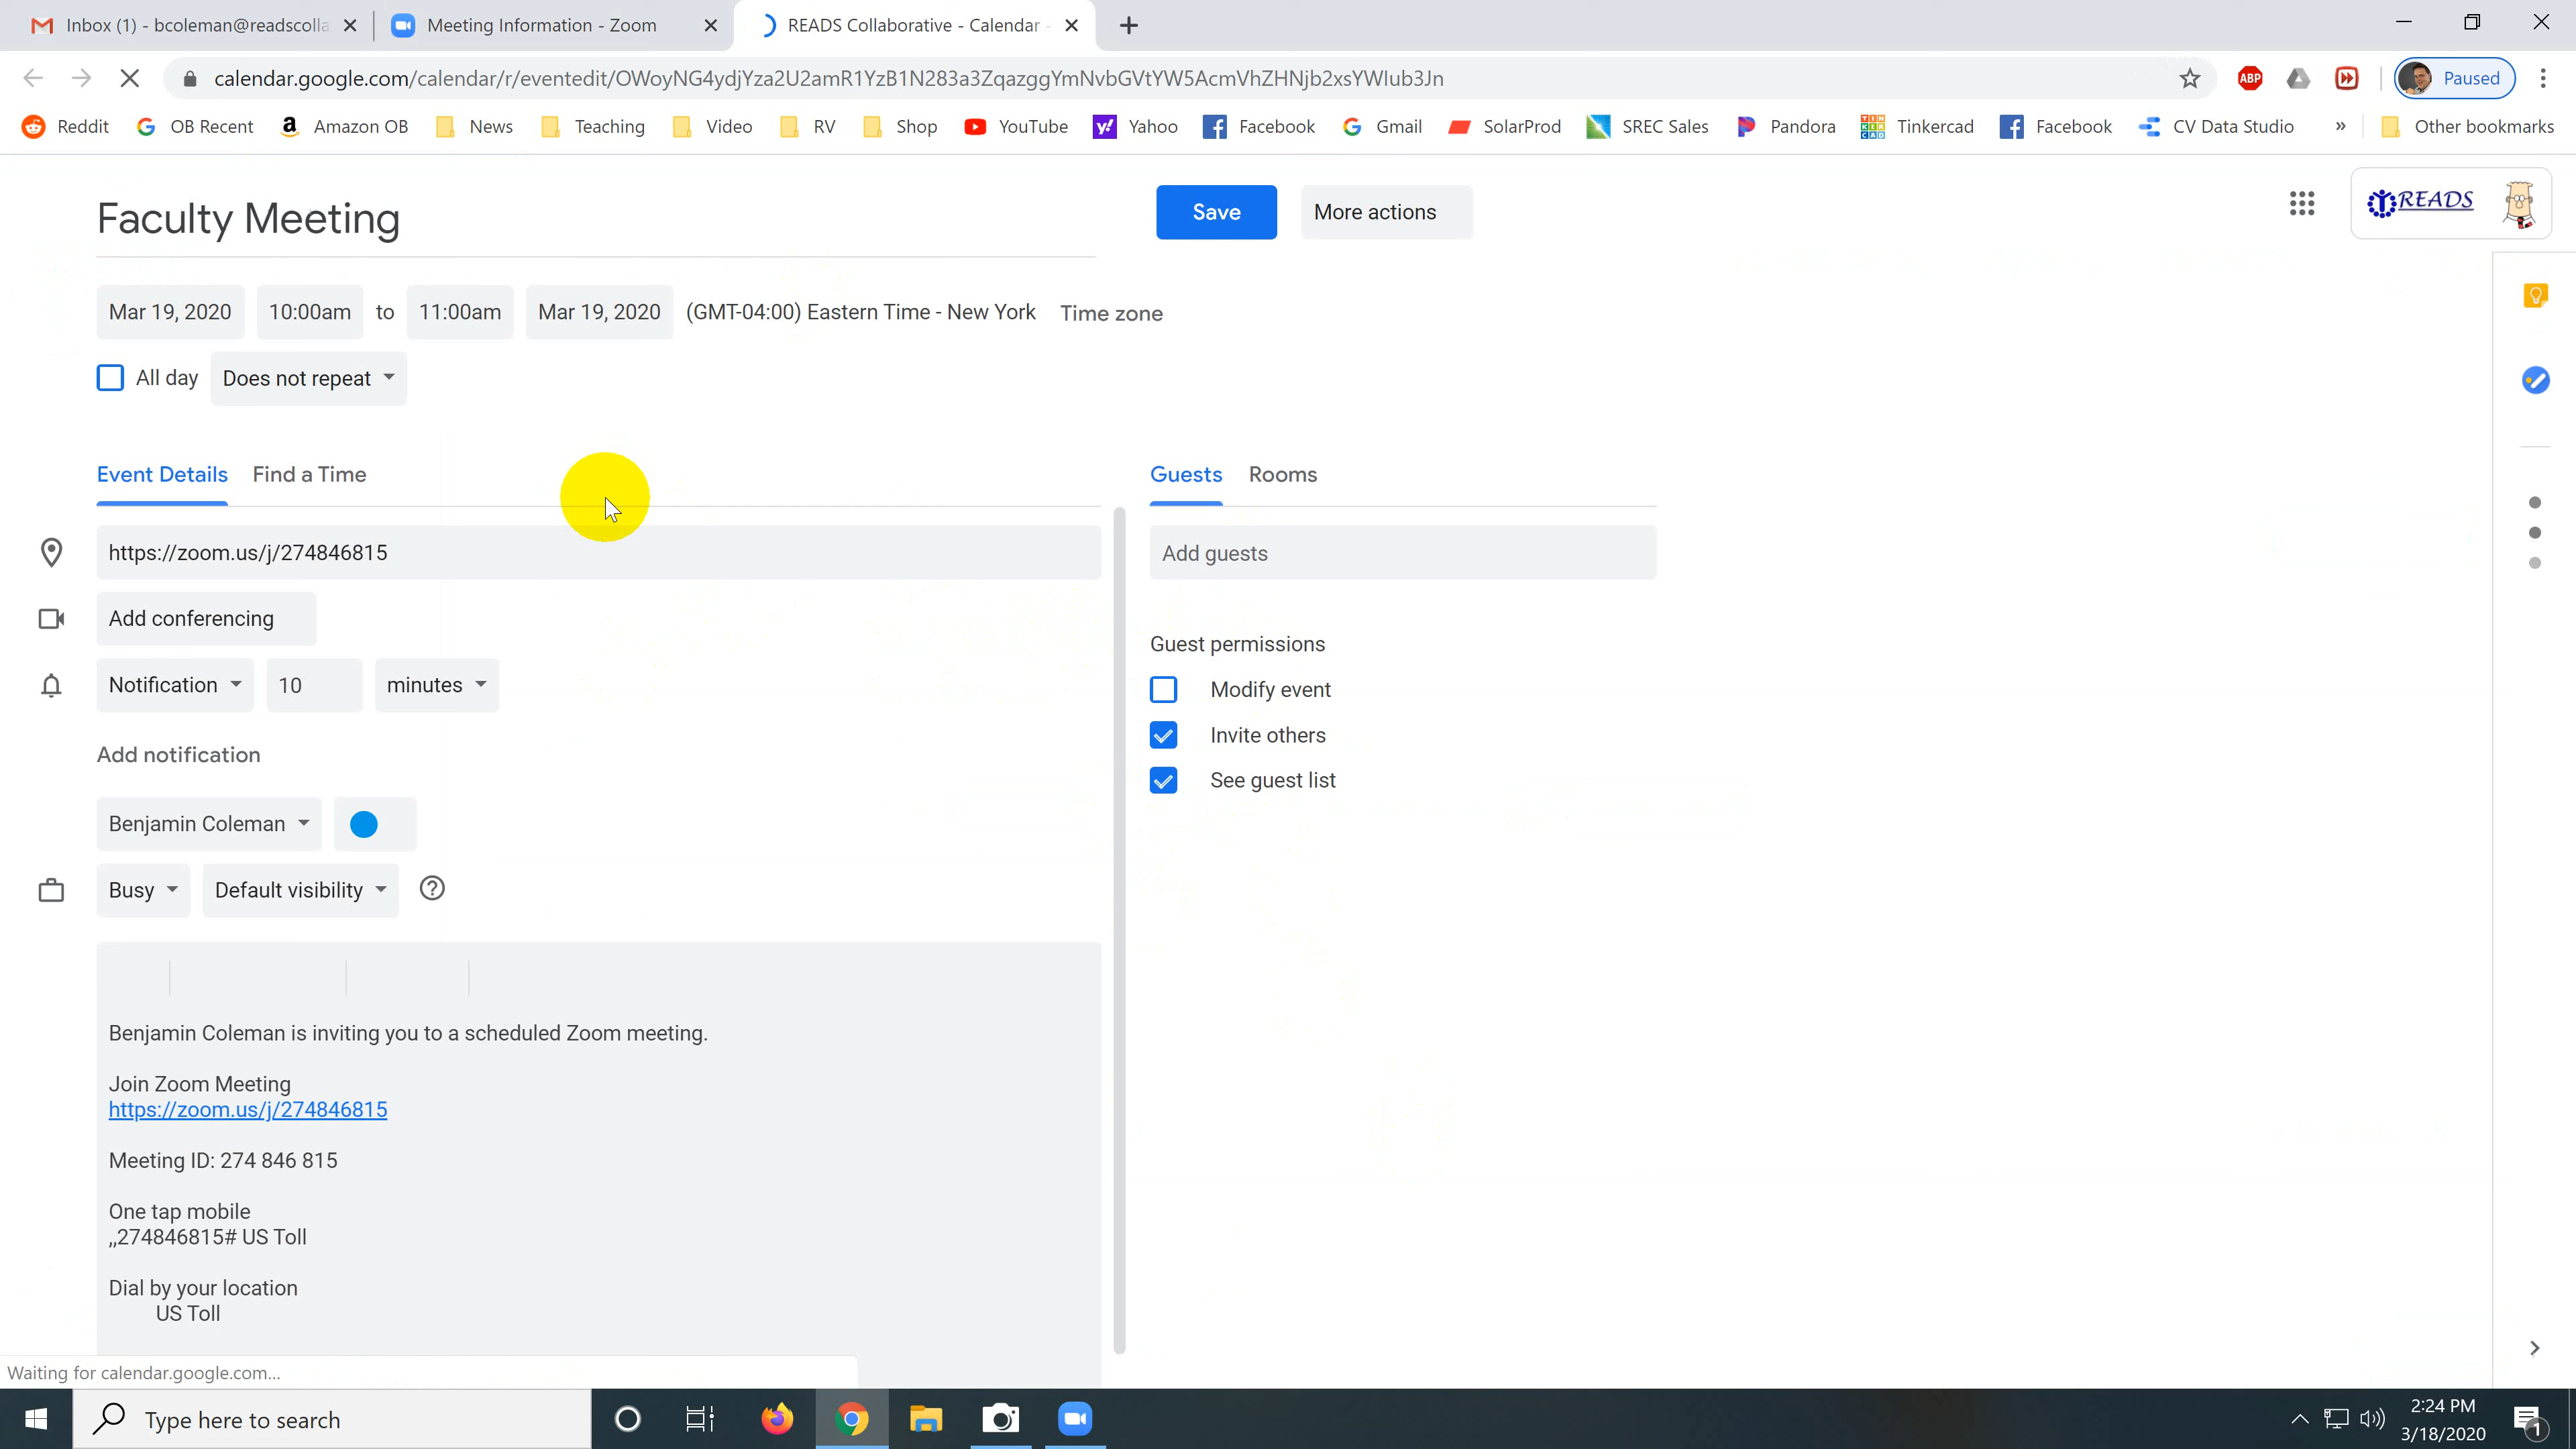 Inbox (1) - bcoleman@readscolla
Meeting Information - Zoom
READS Collaborative - Calendar -
calendar.google.com/calendar/r/eventedit/OWoyNG4ydjYza2U2amR1YzB1N283a3ZqazggYmNvbGVtYW5AcmVhZHNjb2xsYWIub3Jn
ABP
Paused
Reddit
OB Recent
Amazon OB
News
Teaching
Video
RV
Shop
YouTube
Yahoo
Facebook
Gmail
SolarProd
SREC Sales
Pandora
Tinkercad
Facebook
CV Data Studio
»
Other bookmarks
Faculty Meeting
Save
More actions
READS
Mar 19, 2020 10:00am to 11:00am Mar 19, 2020 (GMT-04:00) Eastern Time - New York Time zone
All day Does not repeat
Event Details Find a Time
Guests Rooms
https://zoom.us/j/274846815
Add guests
Add conferencing
Guest permissions
Notification 10 minutes
Modify event
Invite others
Add notification
See guest list
Benjamin Coleman
Busy Default visibility
Benjamin Coleman is inviting you to a scheduled Zoom meeting.
Join Zoom Meeting
https://zoom.us/j/274846815
Meeting ID: 274 846 815
One tap mobile
,,274846815# US Toll
Dial by your location
US Toll
Waiting for calendar.google.com...
Type here to search
2:24 PM
3/18/2020
1